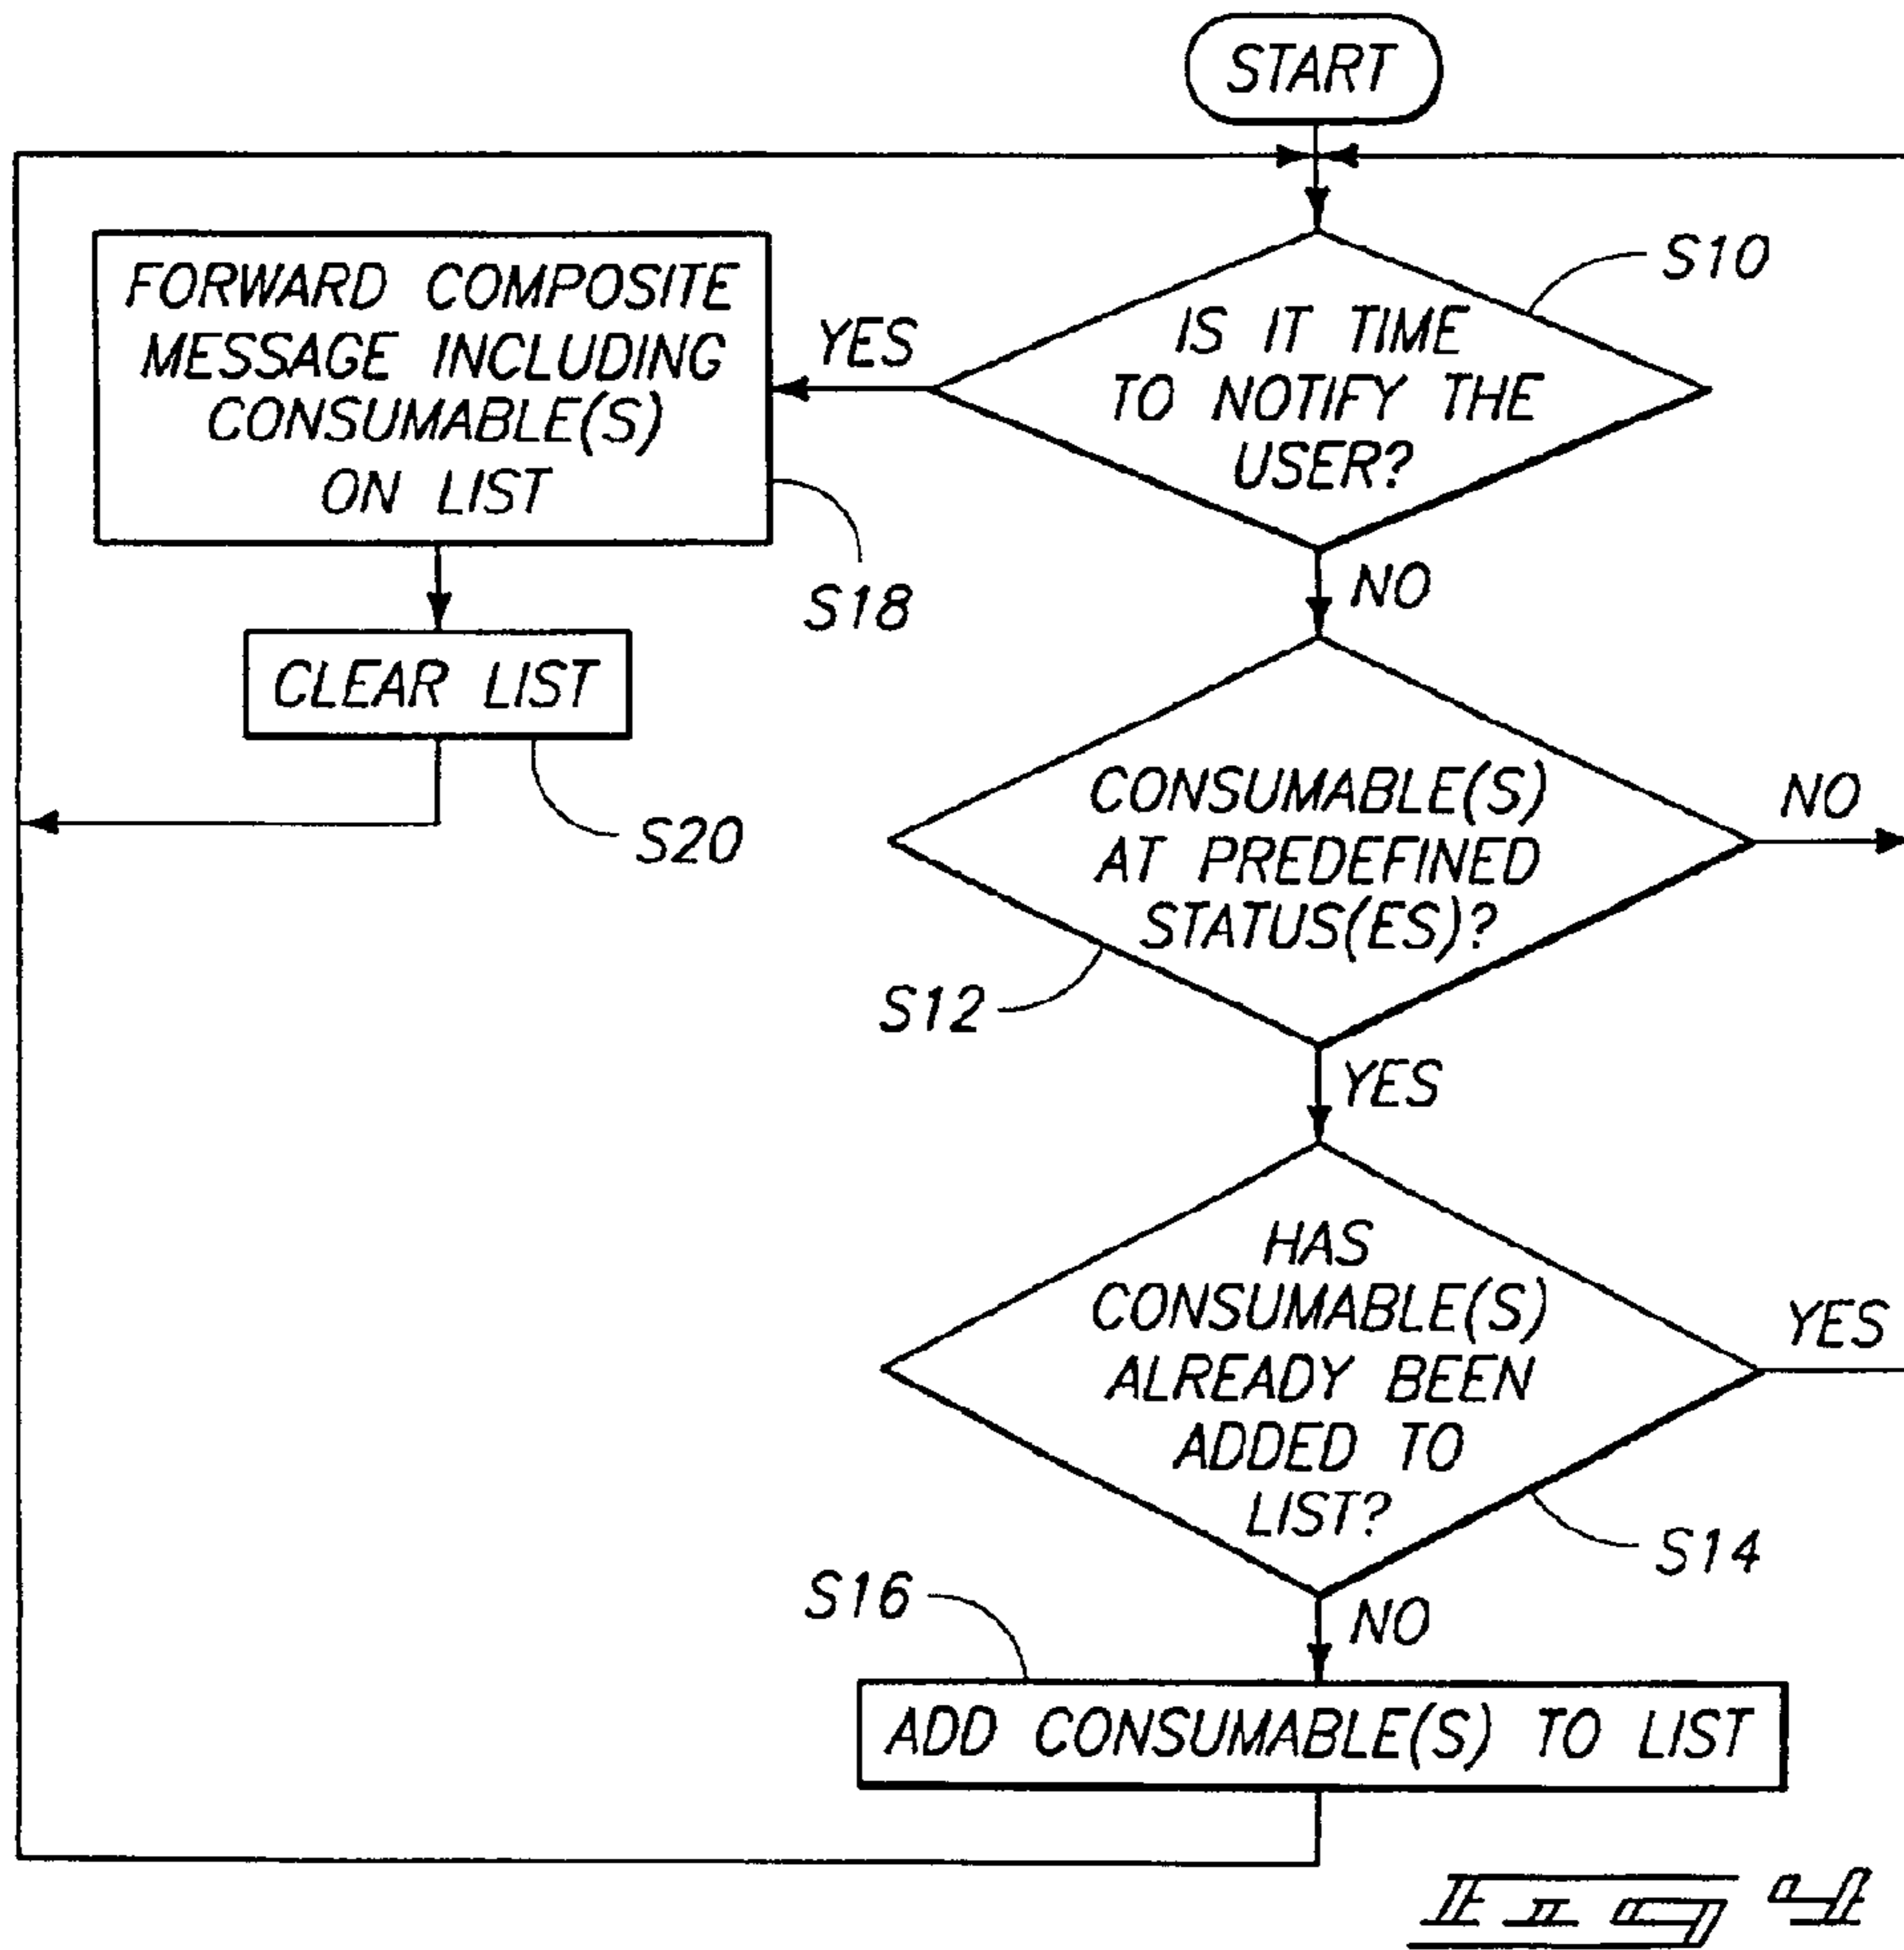 START
S10
IS IT TIME
TO NOTIFY THE
USER?
YES
FORWARD COMPOSITE
MESSAGE INCLUDING
CONSUMABLE(S)
ON LIST
S18
CLEAR LIST
S20
NO
CONSUMABLE(S)
AT PREDEFINED
STATUS(ES)?
NO
S12
YES
HAS
CONSUMABLE(S)
ALREADY BEEN
ADDED TO
LIST?
YES
S14
S16
NO
ADD CONSUMABLE(S) TO LIST
FIG 4